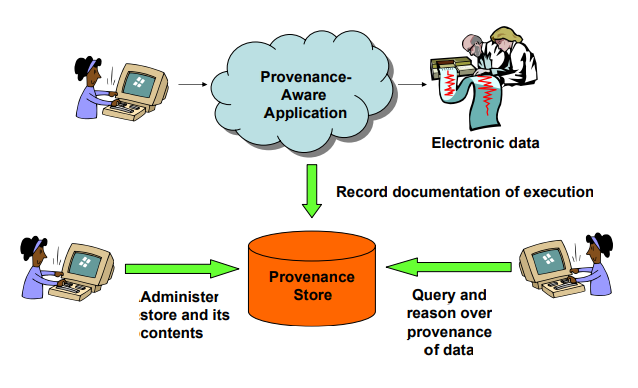 Provenance-
Aware
Application
Electronic data
Record documentation of execution
Provenance
Store
Administer
store and its
contents
Query and
reason over
provenance
of data